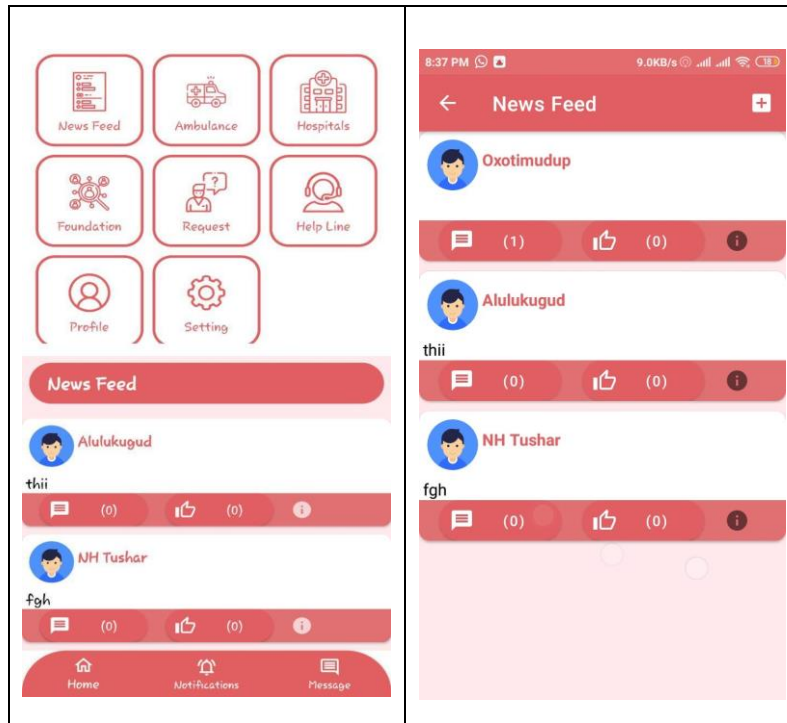 News Feed Ambulance Hospitals
Foundation Request Help Line
Profile Setting
News Feed
Alulukugud
thii
(0) (0)
NH Tushar
fgh
(0) (0)
Home Notifications Message
8:37 PM 9.0KB/s 18
News Feed
Oxotimudup
(1) (0)
Alulukugud
thii
(0) (0)
NH Tushar
fgh
(0) (0)